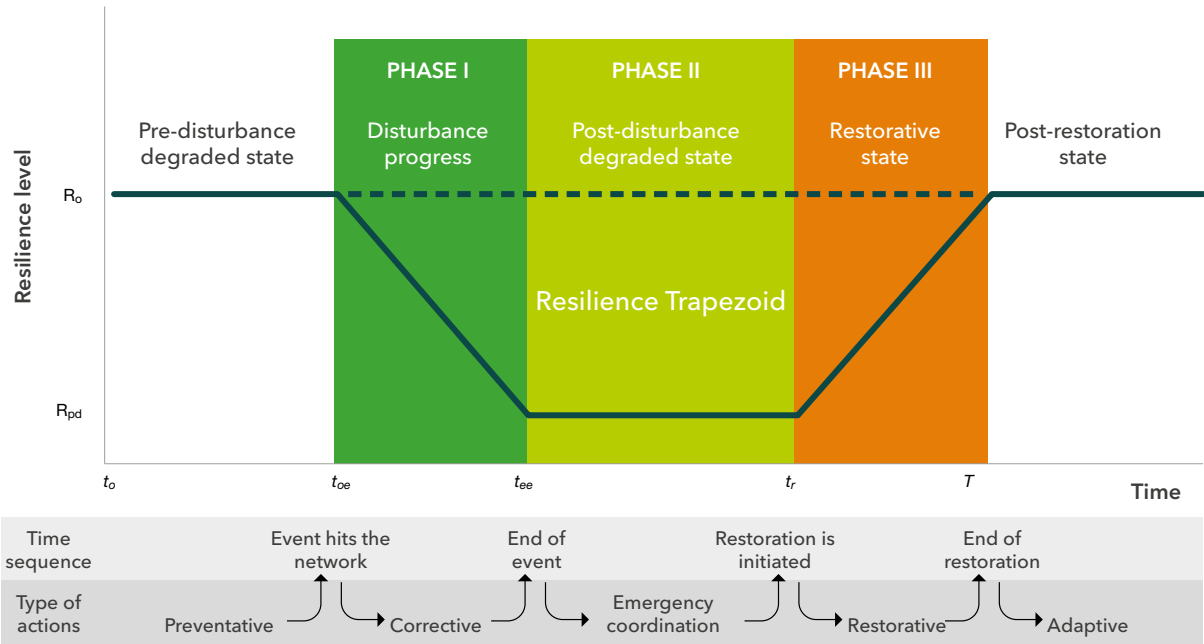 PHASE I
PHASE II
PHASE III
Pre-disturbance
degraded state
Disturbance
progress
Post-disturbance
degraded state
Restorative
state
Post-restoration
state
Resilience level
Ro
Resilience Trapezoid
Rpd
to
toe
tee
tr
T
Time
Time
sequence
Event hits the
network
End of
event
Restoration is
initiated
End of
restoration
Type of
actions
Preventative
Corrective
Emergency
coordination
Restorative
Adaptive